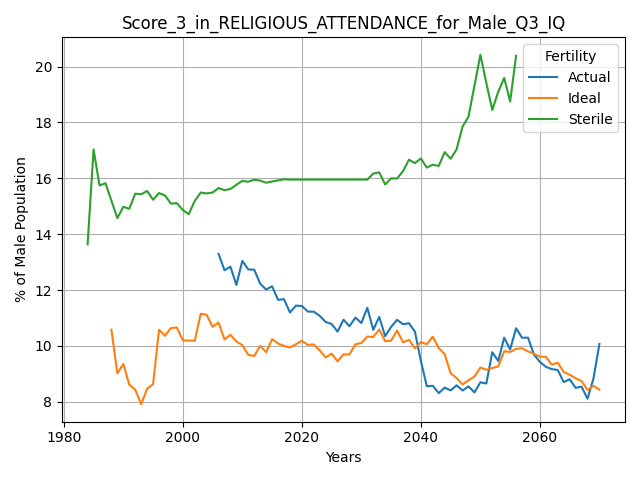 Score_3_in_RELIGIOUS_ATTENDANCE_for_Male_Q3_IQ
Fertility
Actual
Ideal
Sterile
% of Male Population
20
18
16
14
12
10
8
1980
2000
2020
2040
2060
Years